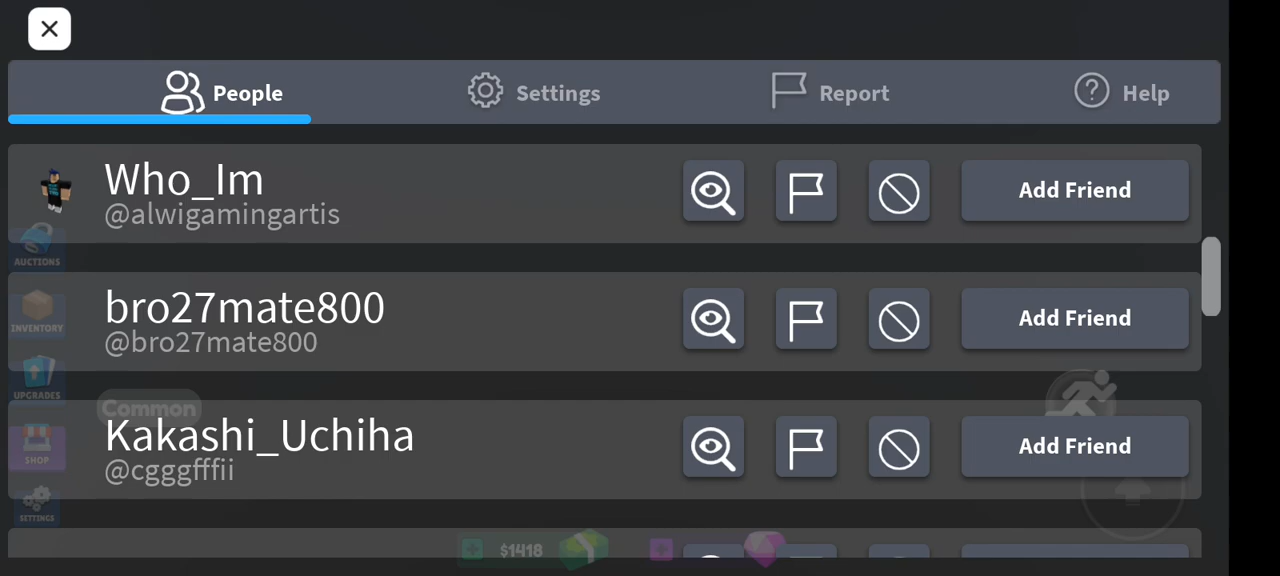 People Settings Report Help
Who_Im
@alwigamingartis
Add Friend
AUCTIONS
bro27mate800
@bro27mate800
Add Friend
INVENTORY
UPGRADES
Common
Kakashi_Uchiha
@cgggfffii
Add Friend
SHOP
SETTINGS
$1418